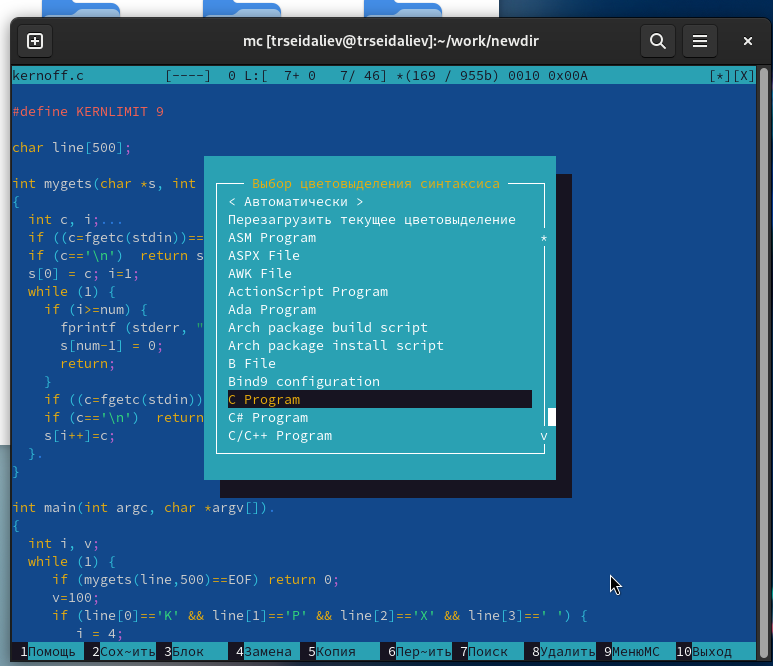 mc [trseidaliev@trseidaliev]:~/work/newdir
kernoff.c [----] 0 L:[ 7+ 0 7/ 46] *(169 / 955b) 0010 0x00A [*][X]
#define KERNLIMIT 9
char line[500];
int mygets(char *s, int
{
int c, i;...
if ((c=fgetc(stdin))==
if (c=='\n') return s
s[0] = c; i=1;
while (1) {
if (i>=num) {
fprintf (stderr, "
s[num-1] = 0;
return;
}
if ((c=fgetc(stdin))
if (c=='\n') return
s[i++]=c;
}.
}
int main(int argc, char *argv[]).
{
int i, v;
while (1) {
if (mygets(line,500)==EOF) return 0;
v=100;
if (line[0]=='K' && line[1]=='P' && line[2]=='X' && line[3]==' ') {
i = 4;
Выбор цветовыделения синтаксиса
< Автоматически >
Перезагрузить текущее цветовыделение
ASM Program
ASPX File
AWK File
ActionScript Program
Ada Program
Arch package build script
Arch package install script
B File
Bind9 configuration
C Program
C# Program
C/C++ Program
1Помощь 2Сох~ить 3Блок 4Замена 5Копия 6Пер~ить 7Поиск 8Удалить 9МенюMC 10Выход